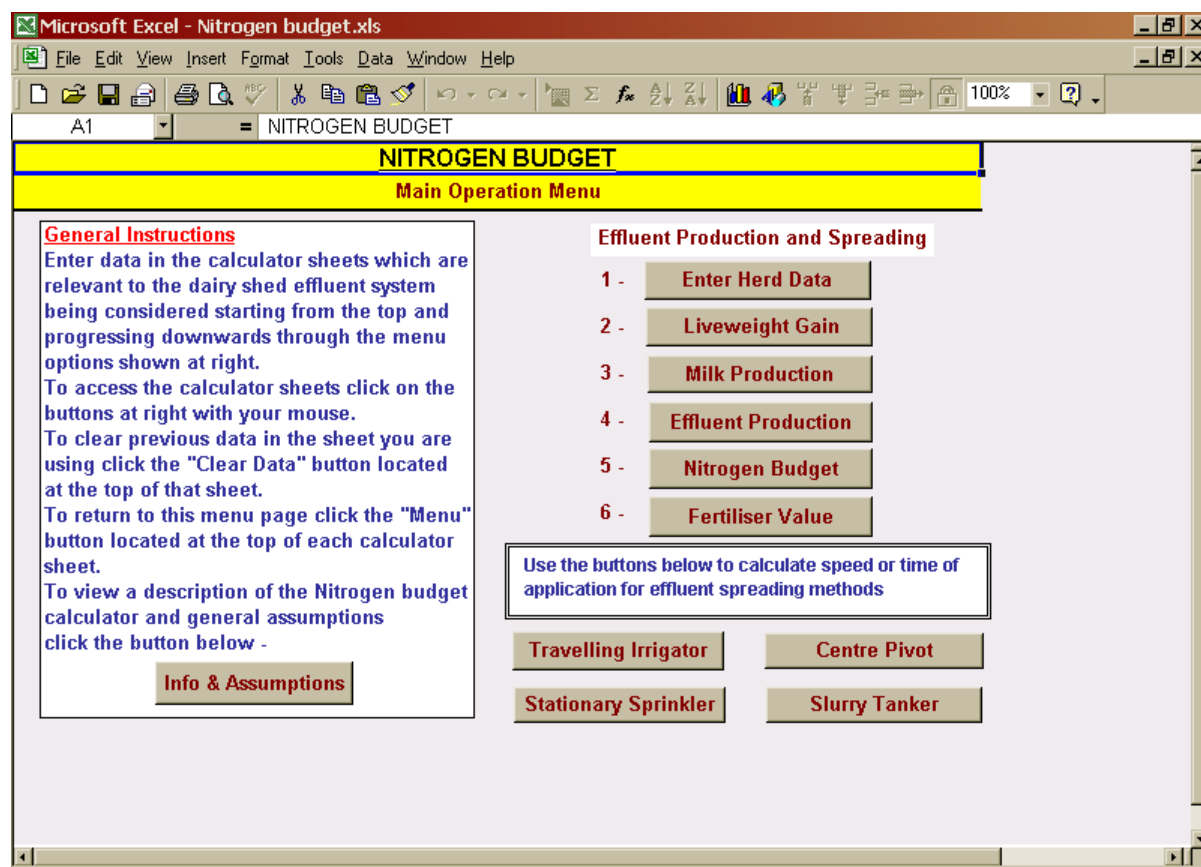 Microsoft Excel - Nitrogen budget.xls
File Edit View Insert Format Tools Data Window Help
100%
A1 = NITROGEN BUDGET
NITROGEN BUDGET
Main Operation Menu
General Instructions
Enter data in the calculator sheets which are
relevant to the dairy shed effluent system
being considered starting from the top and
progressing downwards through the menu
options shown at right.
To access the calculator sheets click on the
buttons at right with your mouse.
To clear previous data in the sheet you are
using click the "Clear Data" button located
at the top of that sheet.
To return to this menu page click the "Menu"
button located at the top of each calculator
sheet.
To view a description of the Nitrogen budget
calculator and general assumptions
click the button below -
Info & Assumptions
Effluent Production and Spreading
1 - Enter Herd Data
2 - Liveweight Gain
3 - Milk Production
4 - Effluent Production
5 - Nitrogen Budget
6 - Fertiliser Value
Use the buttons below to calculate speed or time of
application for effluent spreading methods
Travelling Irrigator Centre Pivot
Stationary Sprinkler Slurry Tanker